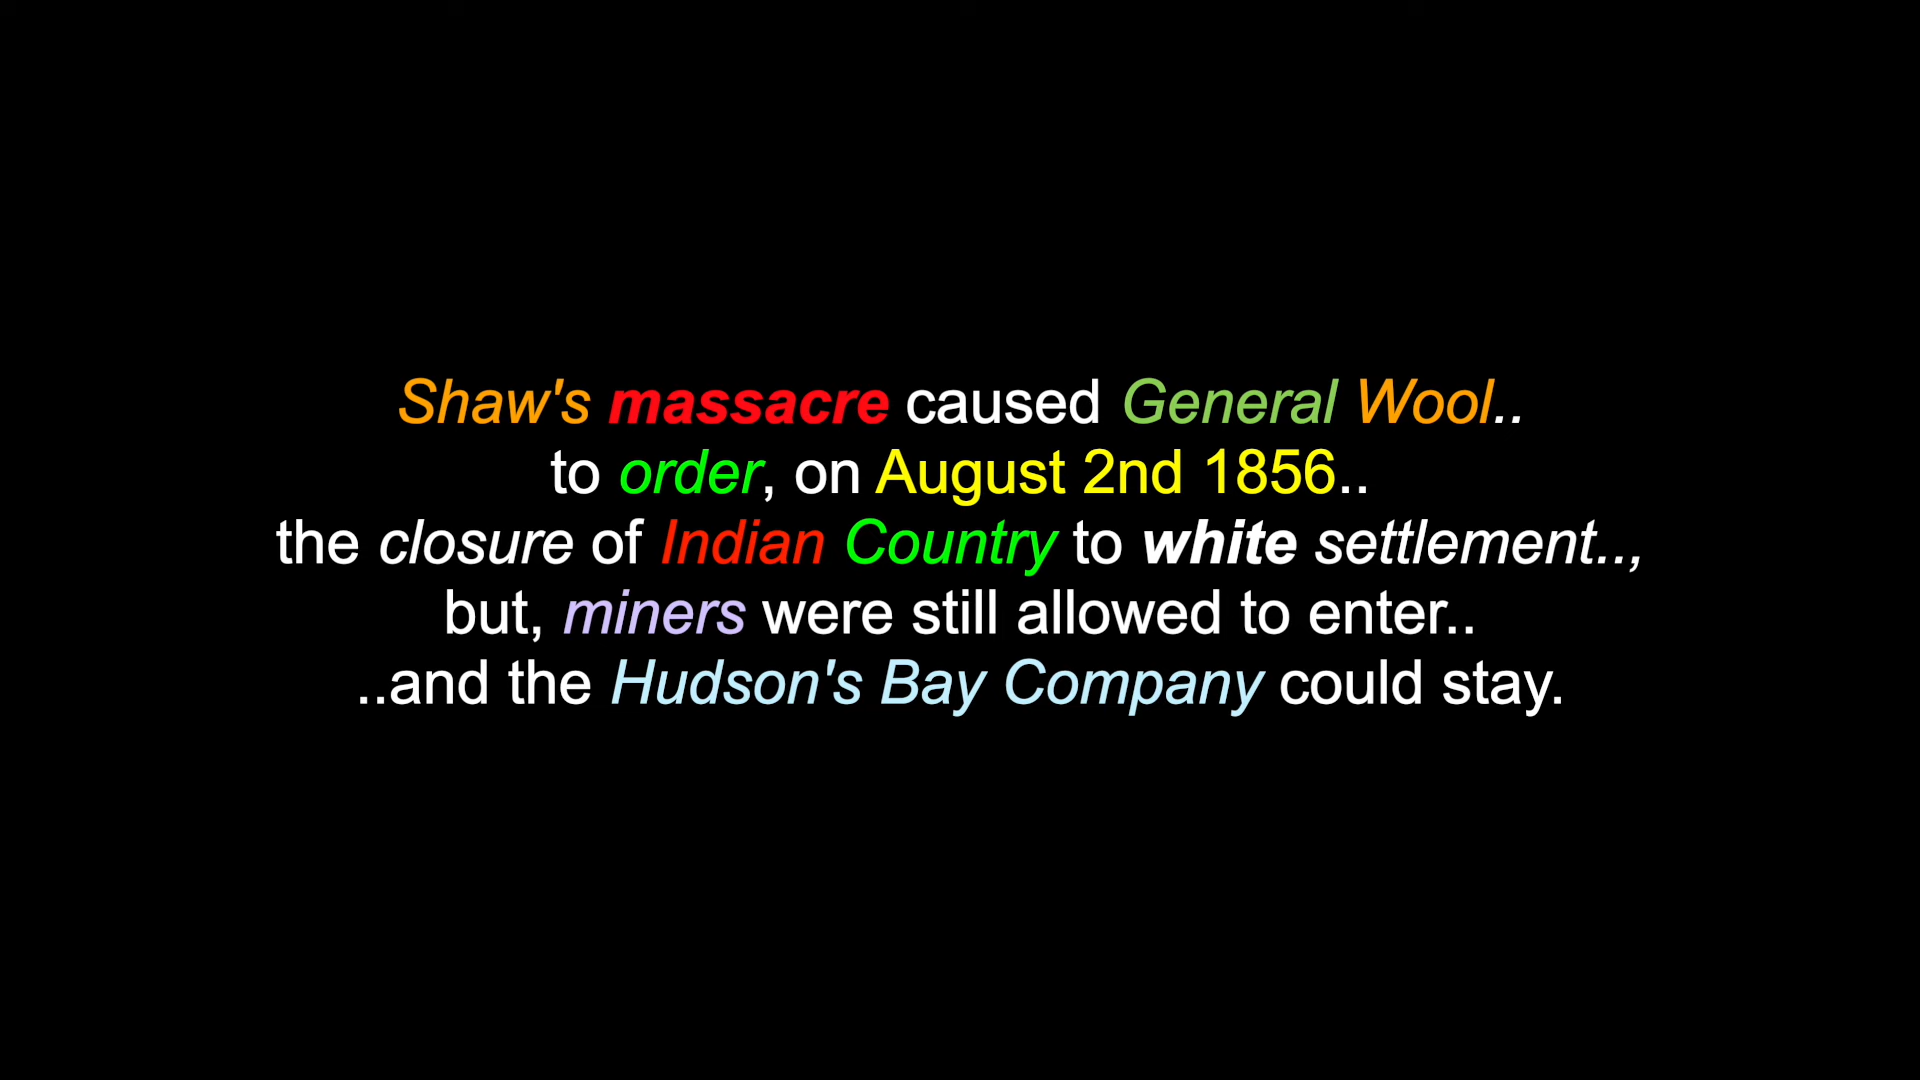 Shaw's massacre caused General Wool..
to order, on August 2nd 1856..
the closure of Indian Country to white settlement..,
but, miners were still allowed to enter..
..and the Hudson's Bay Company could stay.